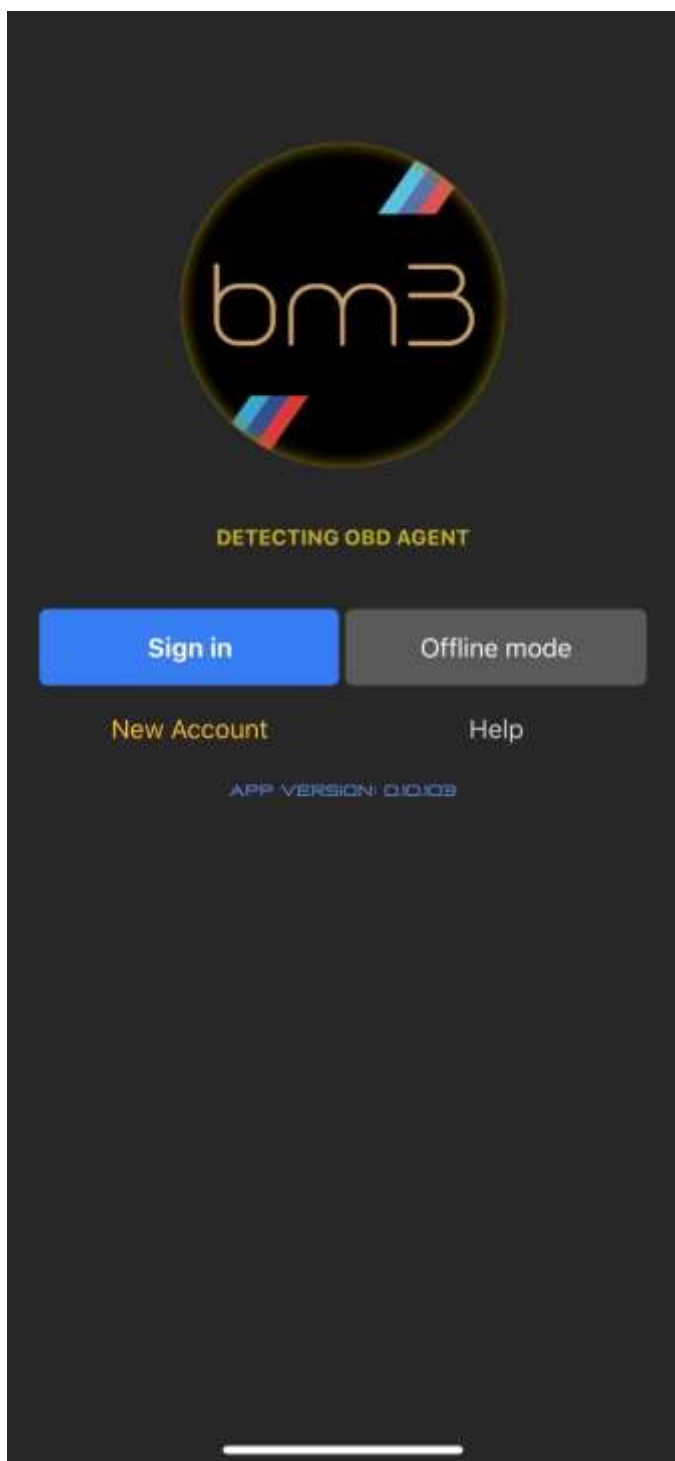 bm3
DETECTING OBD AGENT
Sign in
Offline mode
New Account
Help
APP VERSION: 0.10.103